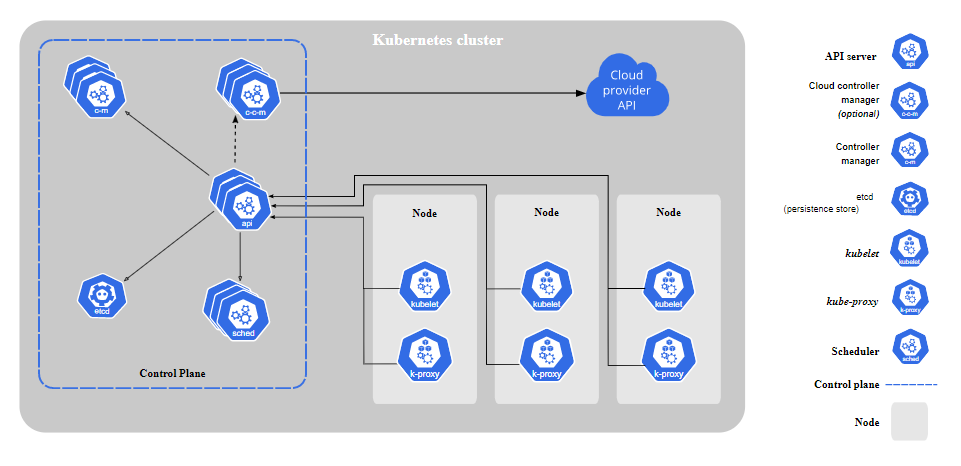 Kubernetes cluster
c-m
c-c-m
Cloud
provider
API
api
etcd
sched
Control Plane
Node
kubelet
k-proxy
Node
kubelet
k-proxy
Node
kubelet
k-proxy
API server
api
Cloud controller
manager
(optional)
c-c-m
Controller
manager
c-m
etcd
(persistence store)
etcd
kubelet
kubelet
kube-proxy
k-proxy
Scheduler
sched
Control plane
Node